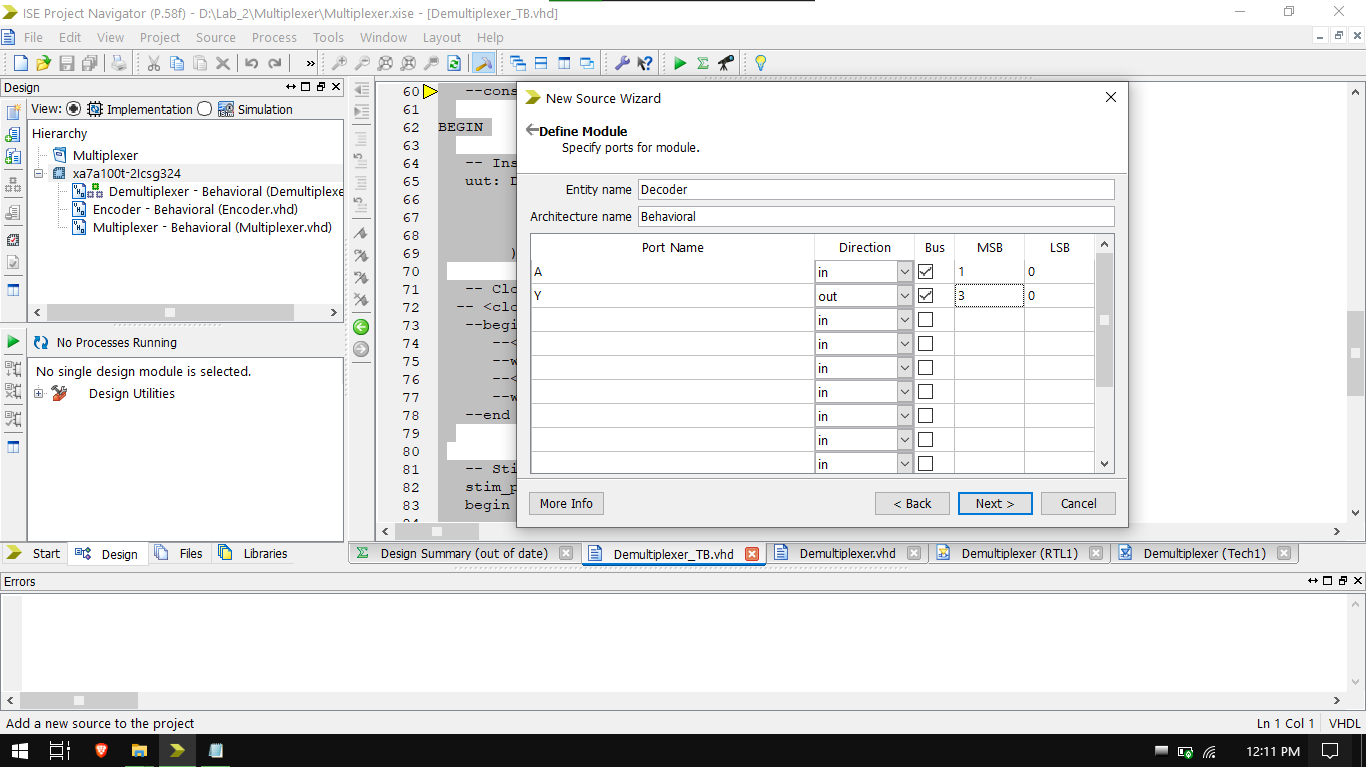 ISE Project Navigator (P.58f) - D:\Lab_2\Multiplexer\Multiplexer.xise - [Demultiplexer_TB.vhd]
File Edit View Project Source Process Tools Window Layout Help
Design
View: Implementation Simulation
Hierarchy
Multiplexer
xa7a100t-2Icsg324
Demultiplexer - Behavioral (Demultiplexe
Encoder - Behavioral (Encoder.vhd)
Multiplexer - Behavioral (Multiplexer.vhd)
No Processes Running
No single design module is selected.
Design Utilities
Start Design Files Libraries
60 --cons
61
62 BEGIN
63
64 -- Ins
65 uut: D
66
67
68
69 )
70
71 -- Clo
72 -- <clo
73 --begi
74 --<
75 --w
76 --<
77 --w
78 --end
79
80
81 -- Sti
82 stim_p
83 begin
New Source Wizard
Define Module
Specify ports for module.
Entity name Decoder
Architecture name Behavioral
Port Name Direction Bus MSB LSB
A in 1 0
Y out 3 0
in
in
in
in
in
in
in
More Info < Back Next > Cancel
Design Summary (out of date) Demultiplexer_TB.vhd Demultiplexer.vhd Demultiplexer (RTL1) Demultiplexer (Tech1)
Errors
Add a new source to the project Ln 1 Col 1 VHDL
12:11 PM